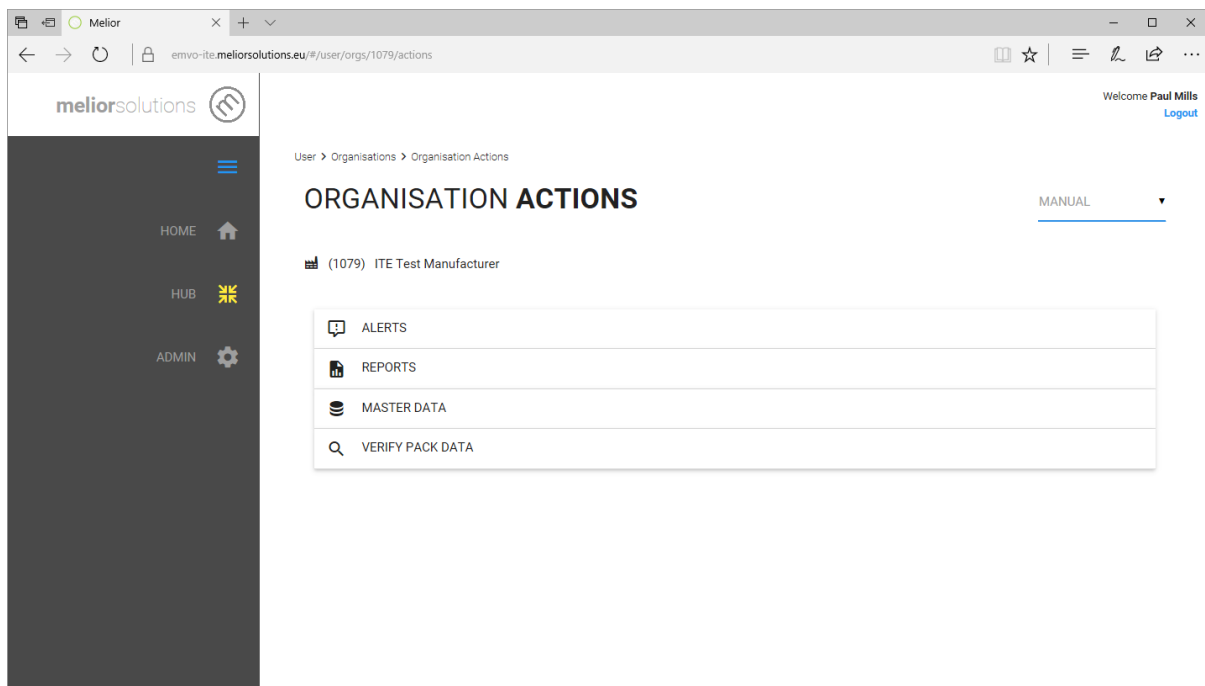 Melior
emvo-ite.meliorsolutions.eu/#/user/orgs/1079/actions
meliorsolutions
Welcome Paul Mills
Logout
User > Organisations > Organisation Actions
ORGANISATION ACTIONS
MANUAL
HOME
(1079) ITE Test Manufacturer
HUB
ALERTS
ADMIN
REPORTS
MASTER DATA
VERIFY PACK DATA